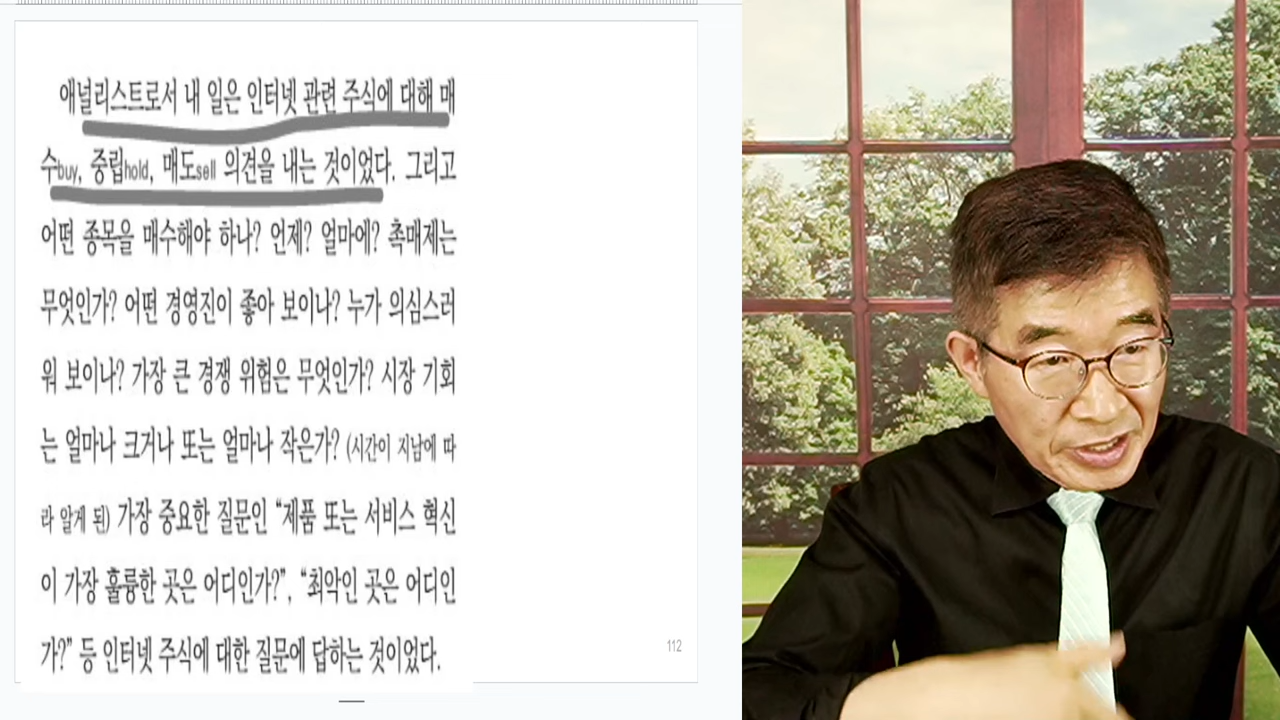 애널리스트로서 내 일은 인터넷 관련 주식에 대해 매
수buy, 중립hold, 매도sell 의견을 내는 것이었다. 그리고
어떤 종목을 매수해야 하나? 언제? 얼마에? 촉매제는
무엇인가? 어떤 경영진이 좋아 보이나? 누가 의심스러
워 보이나? 가장 큰 경쟁 위험은 무엇인가? 시장 기회
는 얼마나 크거나 또는 얼마나 작은가? (시간이 지남에 따
라 알게 된) 가장 중요한 질문인 “제품 또는 서비스 혁신
이 가장 훌륭한 곳은 어디인가?”, “최악인 곳은 어디인
가?” 등 인터넷 주식에 대한 질문에 답하는 것이었다.
112